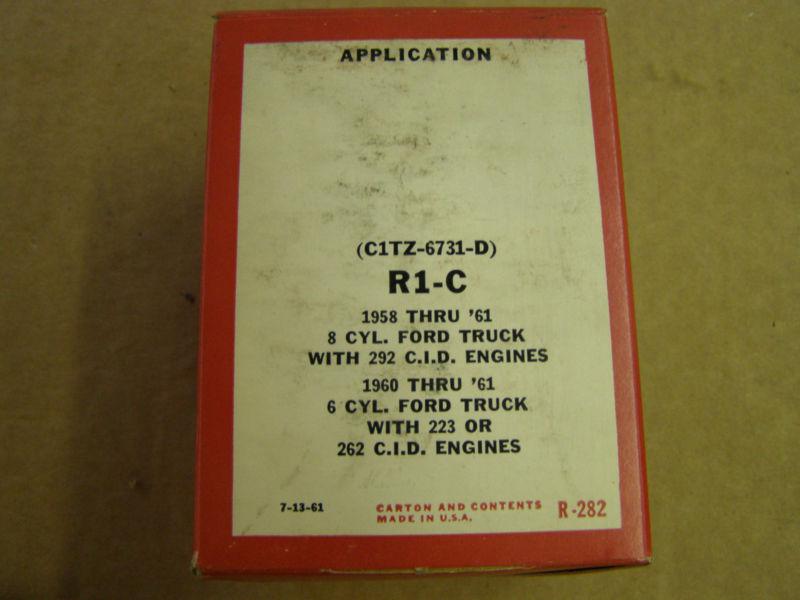 APPLICATION
(C1TZ-6731-D)
R1-C
1958 THRU '61
8 CYL. FORD TRUCK
WITH 292 C.I.D. ENGINES
1960 THRU '61
6 CYL. FORD TRUCK
WITH 223 OR
262 C.I.D. ENGINES
7-13-61
CARTON AND CONTENTS
MADE IN U.S.A.
R-282